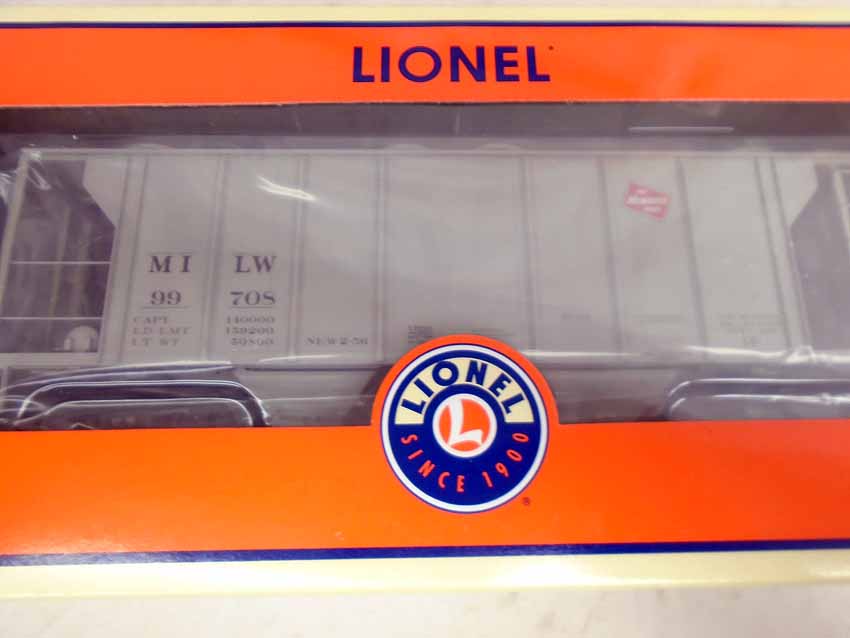 LIONEL
MI LW
99 708
CAPY. 140000
LD LMT 159200
LT WT 50800
NEW 2-56
LIONEL
L
SINCE 1900
®